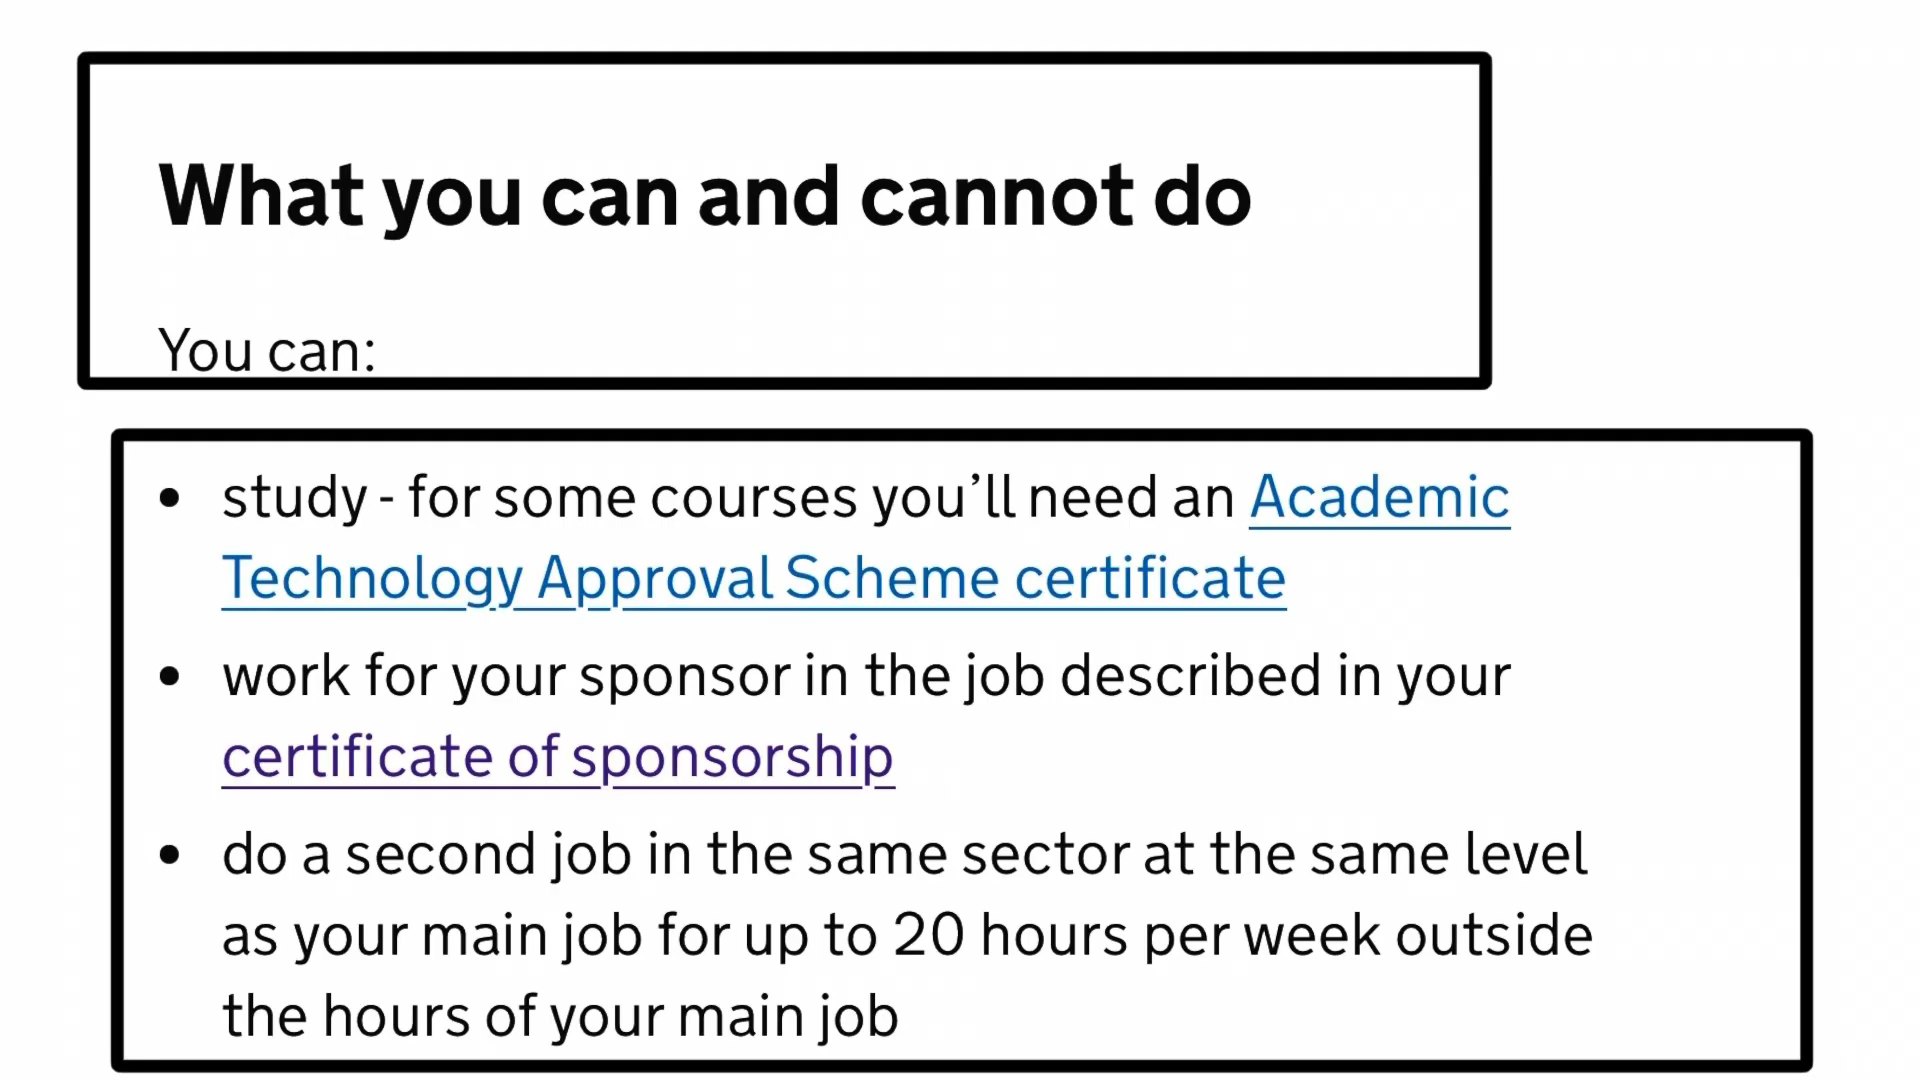 What you can and cannot do
You can:
• study - for some courses you’ll need an Academic
Technology Approval Scheme certificate
• work for your sponsor in the job described in your
certificate of sponsorship
• do a second job in the same sector at the same level
as your main job for up to 20 hours per week outside
the hours of your main job